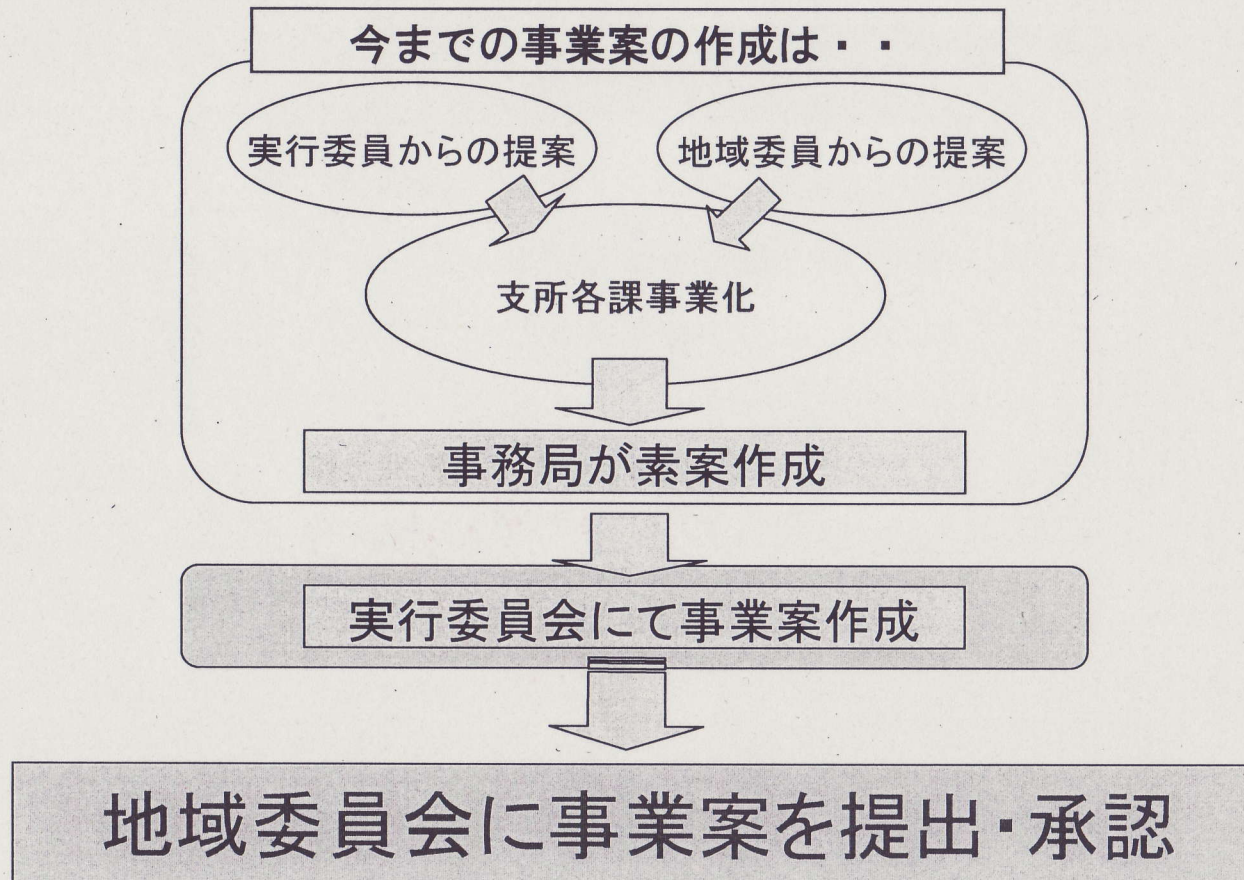 今までの事業案の作成は・・
実行委員からの提案
地域委員からの提案
支所各課事業化
事務局が素案作成
実行委員会にて事業案作成
地域委員会に事業案を提出・承認